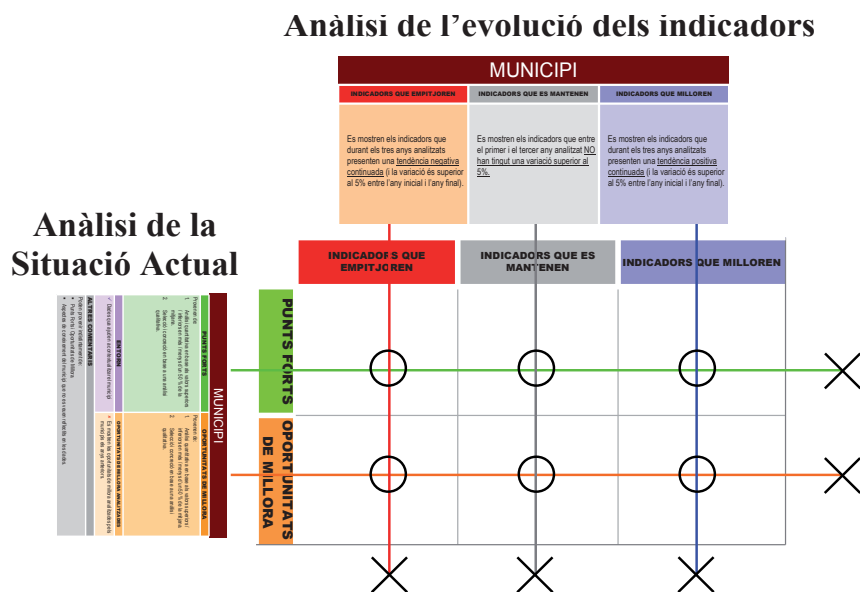 Anàlisi de l’evolució dels indicadors
MUNICIPI
INDICADORS QUE EMPITJOREN
INDICADORS QUE ES MANTENEN
INDICADORS QUE MILLOREN
Es mostren els indicadors que
durant els tres anys analitzats
presenten una tendència negativa
continuada (i la variació és superior
al 5% entre l’any inicial i l’any final).
Es mostren els indicadors que entre
el primer i el tercer any analitzat NO
han tingut una variació superior al
5%.
Es mostren els indicadors que
durant els tres anys analitzats
presenten una tendència positiva
continuada (i la variació és superior
al 5% entre l’any inicial i l’any final).
Anàlisi de la
Situació Actual
INDICADORS QUE
EMPITJOREN
INDICADORS QUE ES
MANTENEN
INDICADORS QUE MILLOREN
PUNTS FORTS
OPORTUNITATS
DE MILLORA
MUNICIPI
PUNTS FORTS
OPORTUNITATS DE MILLORA
ENTORN
OPORTUNITATS DE MILLORA ANALITZADES
ALTRES COMENTARIS